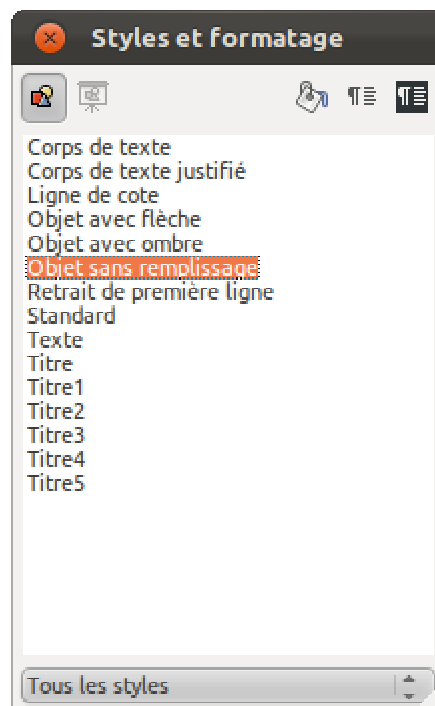 Styles et formatage
Corps de texte
Corps de texte justifié
Ligne de cote
Objet avec flèche
Objet avec ombre
Objet sans remplissage
Retrait de première ligne
Standard
Texte
Titre
Titre1
Titre2
Titre3
Titre4
Titre5
Tous les styles